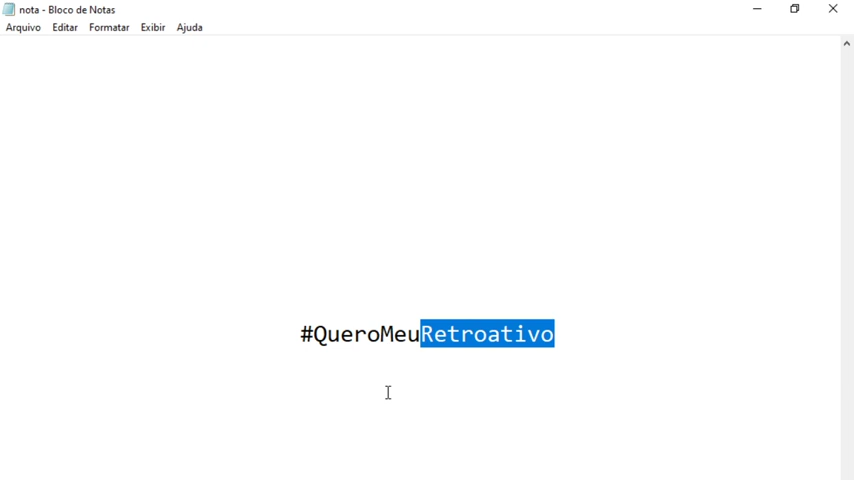 nota - Bloco de Notas
Arquivo Editar Formatar Exibir Ajuda
#QueroMeuRetroativo